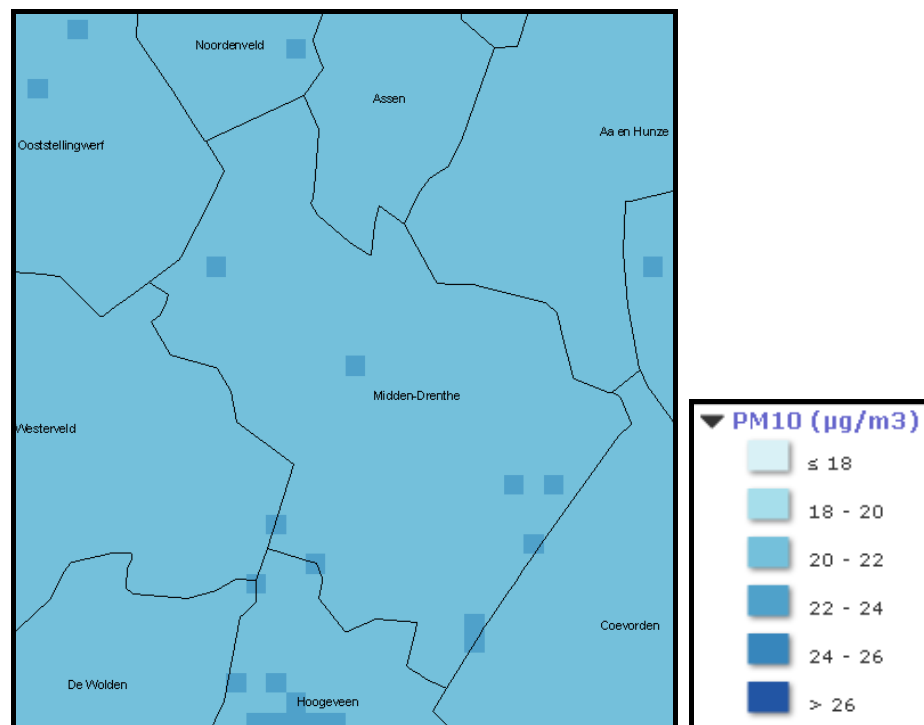 Noordenveld
Assen
Aa en Hunze
Ooststellingwerf
Midden-Drenthe
Westerveld
Coevorden
De Wolden
Hoogeveen
PM10 (µg/m3)
≤ 18
18 - 20
20 - 22
22 - 24
24 - 26
> 26